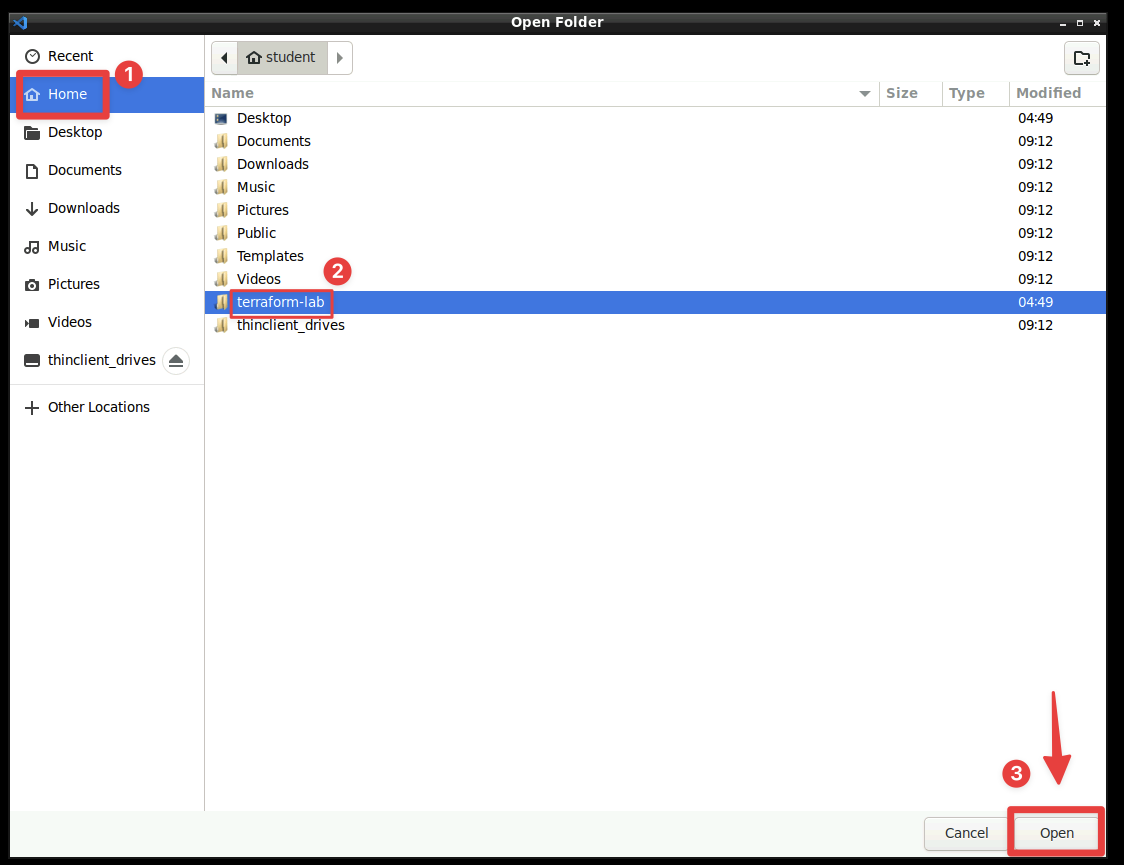 Open Folder
Recent
1
Home
Desktop
Documents
Downloads
Music
Pictures
Videos
thinclient_drives
Other Locations
student
Name Size Type Modified
Desktop 04:49
Documents 09:12
Downloads 09:12
Music 09:12
Pictures 09:12
Public 09:12
Templates 09:12
2
Videos 09:12
terraform-lab 04:49
thinclient_drives 09:12
3
Cancel Open